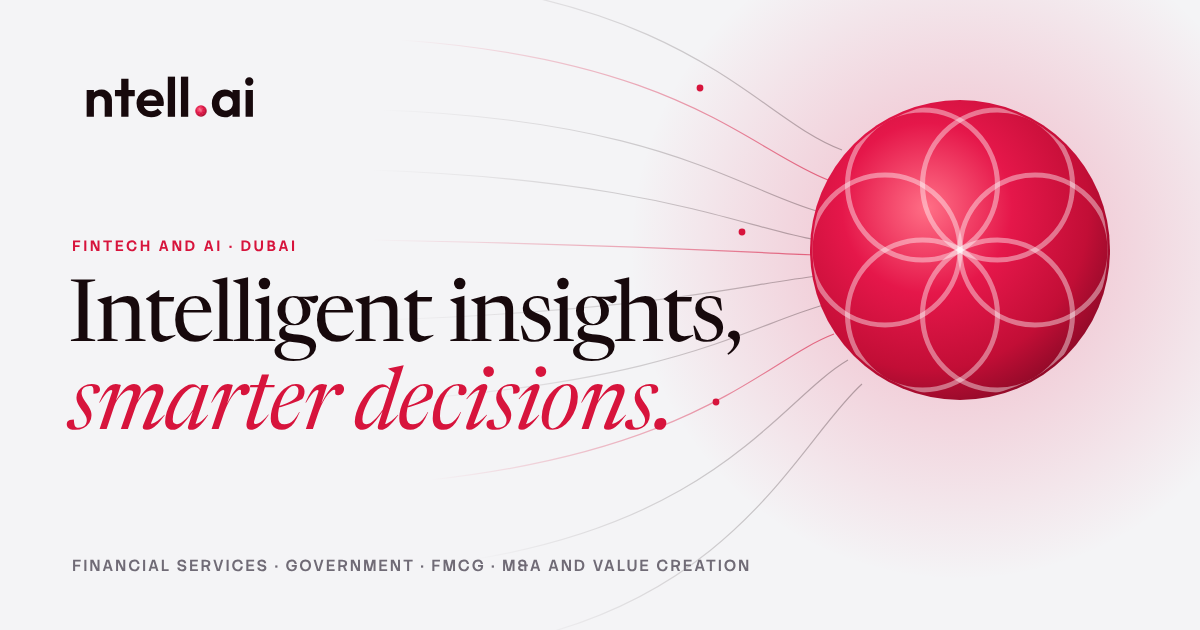 ntell.ai
FINTECH AND AI · DUBAI
Intelligent insights,
smarter decisions.
FINANCIAL SERVICES · GOVERNMENT · FMCG · M&A AND VALUE CREATION